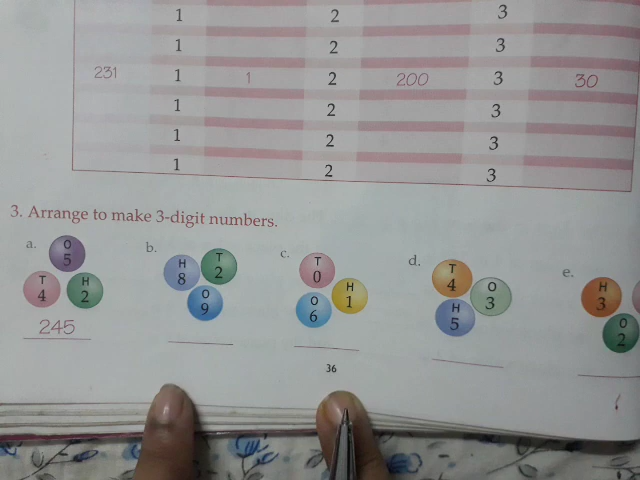 1 2 3
1 2 3
231 1 1 2 200 3 30
1 2 3
1 2 3
1 2 3
3. Arrange to make 3-digit numbers.
a. O 5 T 4 H 2
245
b. H 8 T 2 O 9
c. T 0 H 1 O 6
d. T 4 O 3 H 5
e. H 3 O 2
36